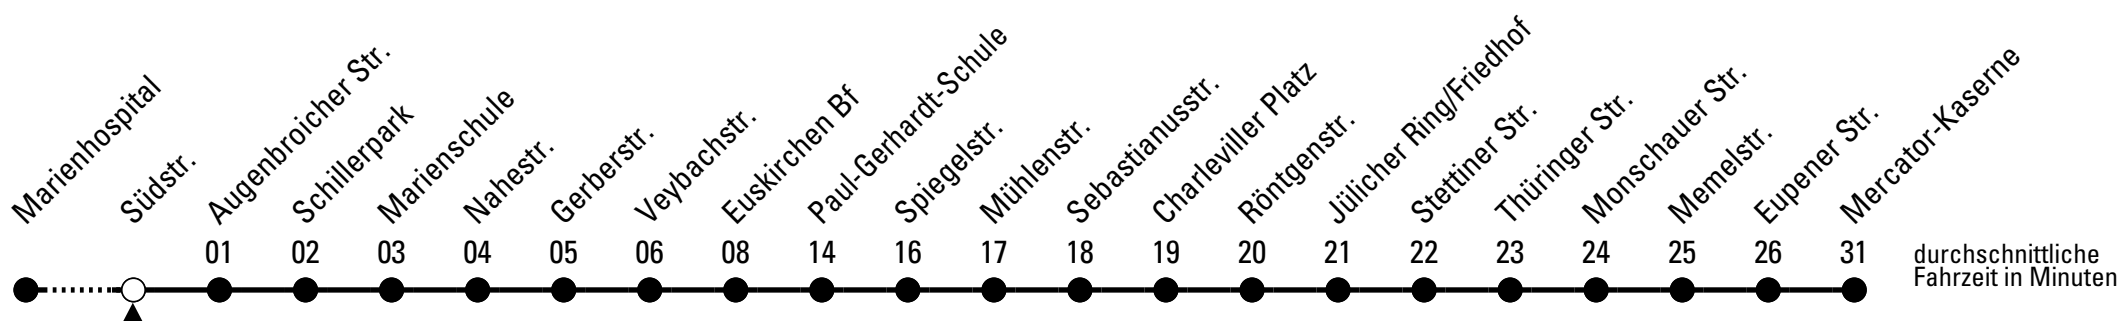 Marienhospital
Südstr.
Augenbroicher Str.
Schillerpark
Marienschule
Nahestr.
Gerberstr.
Veybachstr.
Euskirchen Bf
Paul-Gerhardt-Schule
Spiegelstr.
Mühlenstr.
Sebastianusstr.
Charleviller Platz
Röntgenstr.
Jülicher Ring/Friedhof
Stettiner Str.
Thüringer Str.
Monschauer Str.
Memelstr.
Eupener Str.
Mercator-Kaserne
01 02 03 04 05 06 08 14 16 17 18 19 20 21 22 23 24 25 26 31
durchschnittliche
Fahrzeit in Minuten